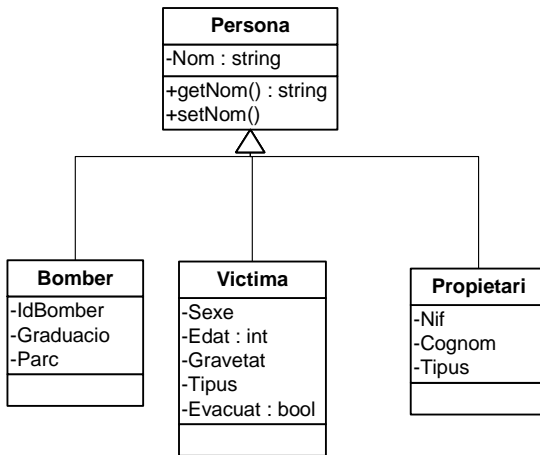 Persona
-Nom : string
+getNom() : string
+setNom()
Bomber
-IdBomber
-Graduacio
-Parc
Victima
-Sexe
-Edat : int
-Gravetat
-Tipus
-Evacuat : bool
Propietari
-Nif
-Cognom
-Tipus